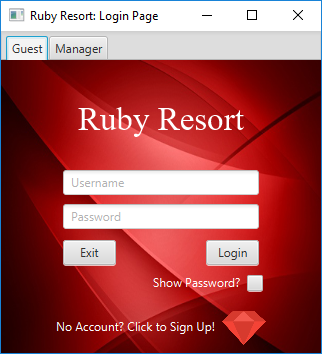 Ruby Resort: Login Page
Guest Manager
Ruby Resort
Username
Password
Exit Login
Show Password?
No Account? Click to Sign Up!